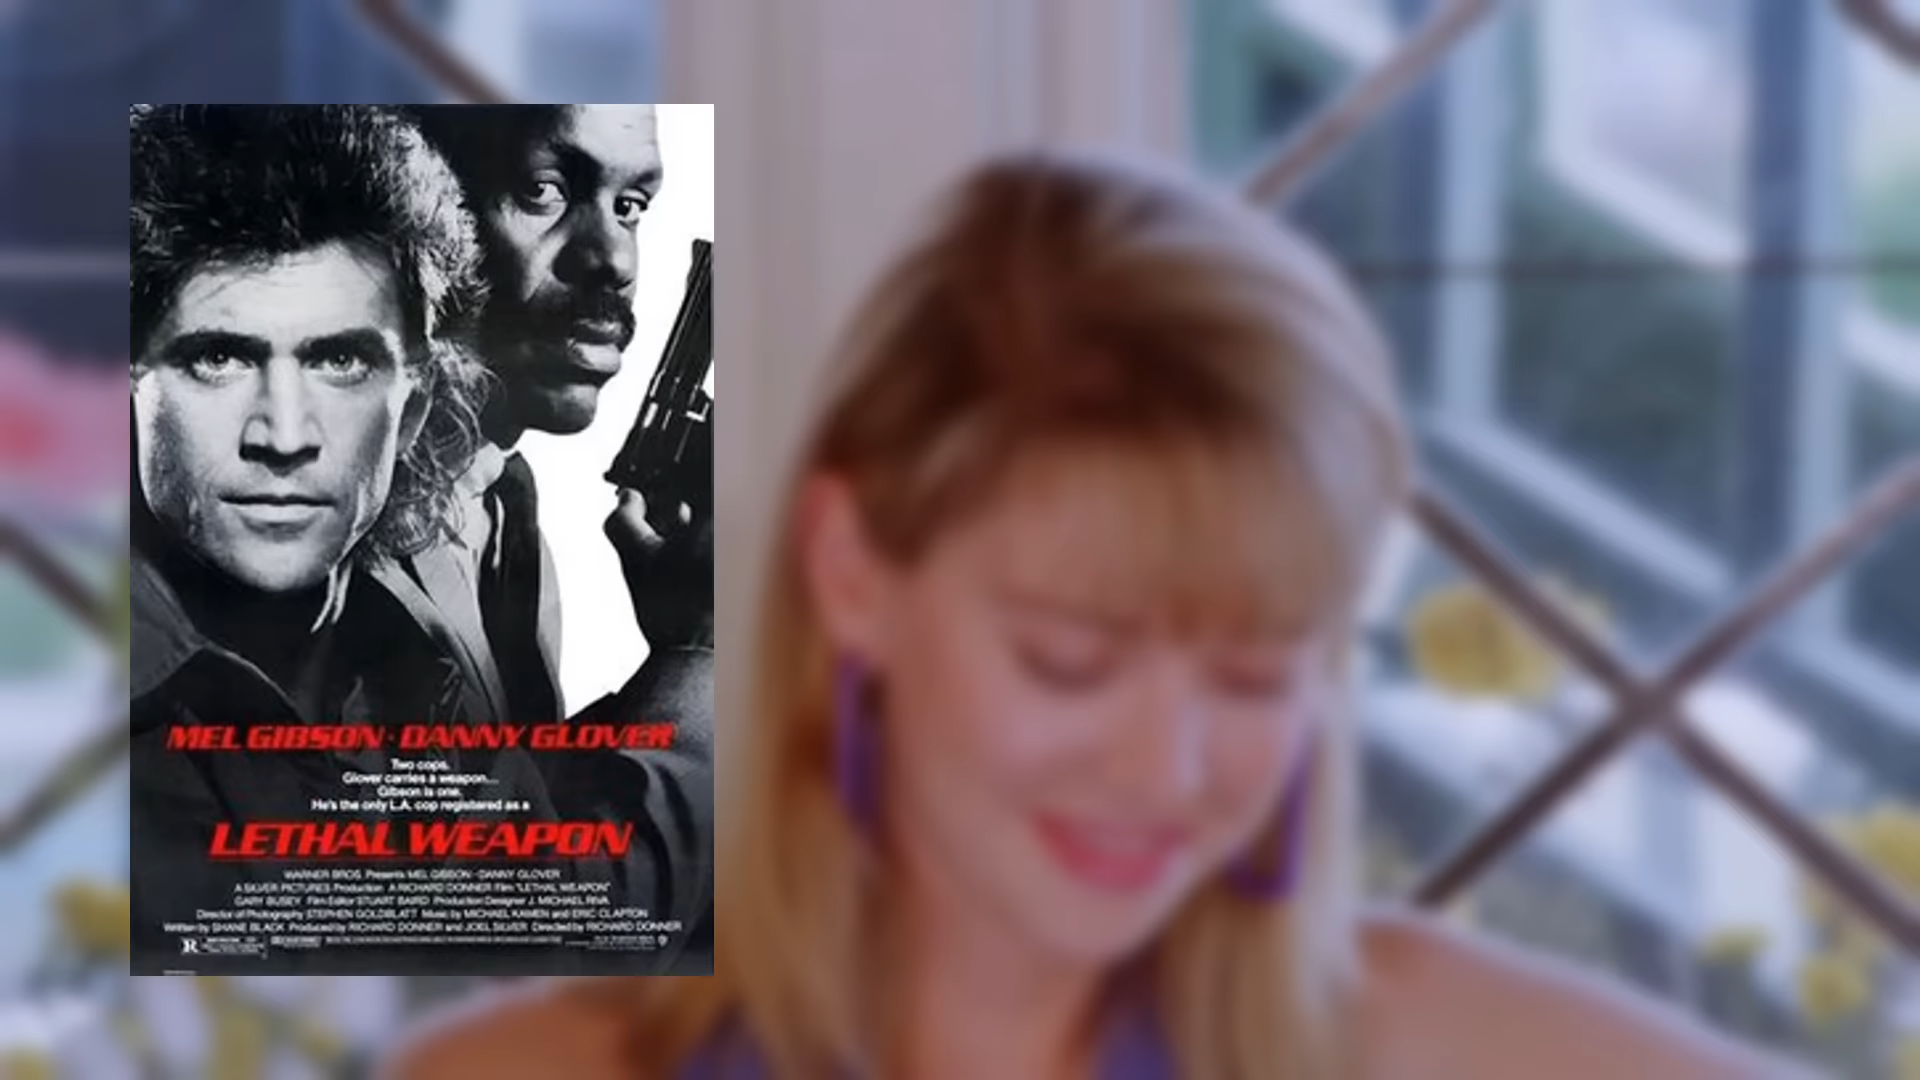 MEL GIBSON · DANNY GLOVER
Two cops.
Glover carries a weapon...
Gibson is one.
He's the only L.A. cop registered as a
LETHAL WEAPON
WARNER BROS. Presents MEL GIBSON · DANNY GLOVER
A SILVER PICTURES Production A RICHARD DONNER Film "LETHAL WEAPON"
GARY BUSEY Film Editor STUART BAIRD Production Designer J. MICHAEL RIVA
Director of Photography STEPHEN GOLDBLATT Music by MICHAEL KAMEN and ERIC CLAPTON
Written by SHANE BLACK Produced by RICHARD DONNER and JOEL SILVER Directed by RICHARD DONNER
R